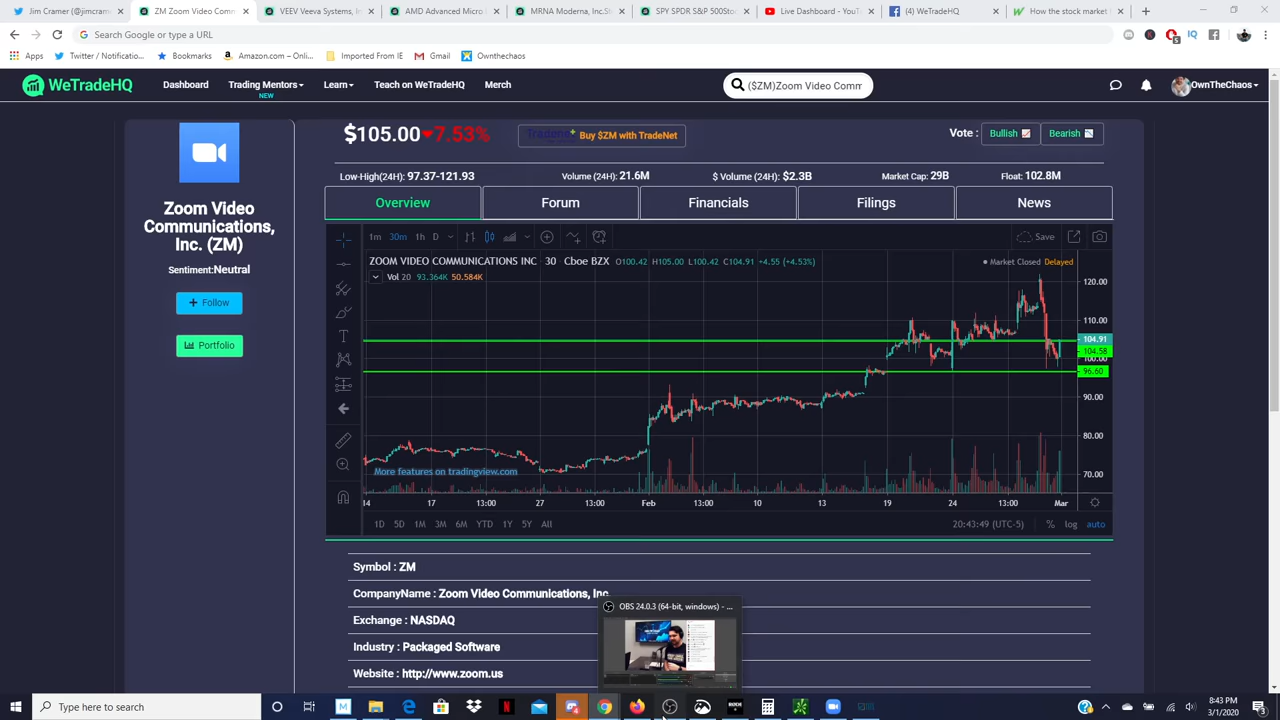 Jim Cramer (@jimcrame
ZM Zoom Video Comm
VEEV Veeva Systems, In
AMD Advanced Micro
MRNA Moderna, Inc.St
SPY SPDR S&P 500Stoc
Live Dashboard - YouT
(4) WeTradeHQ
How the stock market
Search Google or type a URL
Apps
Twitter / Notificatio...
Bookmarks
Amazon.com – Onlin...
Imported From IE
Gmail
Ownthechaos
WeTradeHQ
Dashboard
Trading Mentors
NEW
Learn
Teach on WeTradeHQ
Merch
($ZM)Zoom Video Comm
OwnTheChaos
$105.00 7.53%
Buy $ZM with TradeNet
Vote :
Bullish
Bearish
Low-High(24H): 97.37-121.93
Volume (24H): 21.6M
$ Volume (24H): $2.3B
Market Cap: 29B
Float: 102.8M
Zoom Video
Communications,
Inc. (ZM)
Sentiment:Neutral
+ Follow
Portfolio
Overview
Forum
Financials
Filings
News
1m 30m 1h D
Save
ZOOM VIDEO COMMUNICATIONS INC 30 Cboe BZX O100.42 H105.00 L100.42 C104.91 +4.55 (+4.53%)
Market Closed Delayed
Vol 20 93.364K 50.584K
120.00
110.00
104.91
104.58
100.00
96.60
90.00
80.00
70.00
More features on tradingview.com
14 17 13:00 27 13:00 Feb 13:00 10 13 19 24 13:00 Mar
1D 5D 1M 3M 6M YTD 1Y 5Y All
20:43:49 (UTC-5) % log auto
Symbol : ZM
CompanyName : Zoom Video Communications, Inc.
Exchange : NASDAQ
Industry : Packaged Software
Website : http://www.zoom.us
OBS 24.0.3 (64-bit, windows) - ...
Type here to search
8:43 PM
3/1/2020